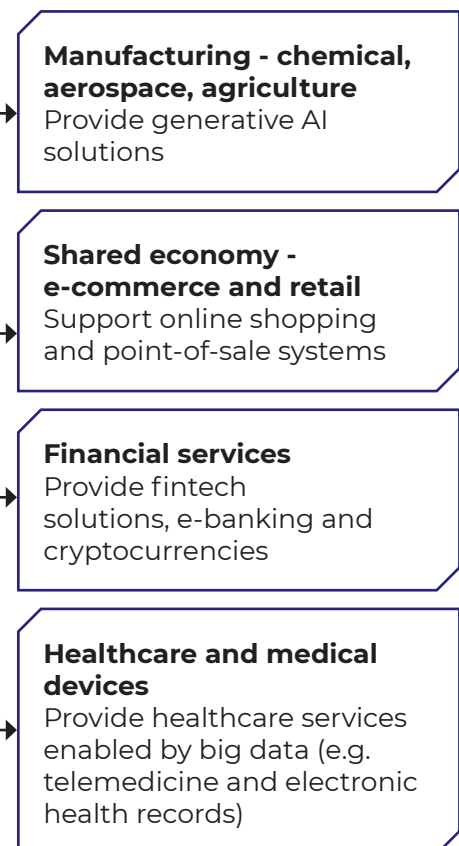 Manufacturing - chemical,
aerospace, agriculture
Provide generative AI
solutions
Shared economy -
e-commerce and retail
Support online shopping
and point-of-sale systems
Financial services
Provide fintech
solutions, e-banking and
cryptocurrencies
Healthcare and medical
devices
Provide healthcare services
enabled by big data (e.g.
telemedicine and electronic
health records)